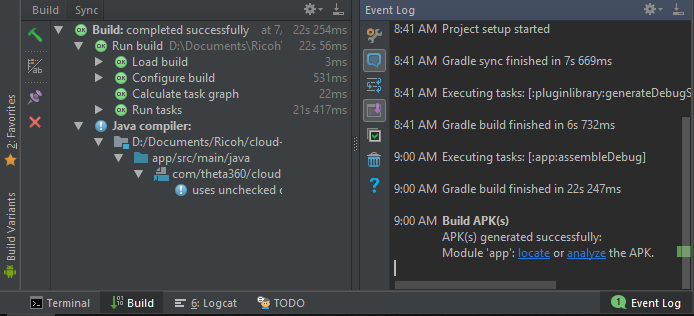 Build Sync
Build: completed successfully at 7/ 22s 254ms
Run build D:\Documents\Ricoh\ 22s 56ms
Load build 3ms
Configure build 531ms
Calculate task graph 22ms
Run tasks 21s 417ms
Java compiler:
D:/Documents/Ricoh/cloud-
app/src/main/java
com/theta360/cloud
uses unchecked o
2: Favorites
Build Variants
Event Log
8:41 AM Project setup started
8:41 AM Gradle sync finished in 7s 669ms
8:41 AM Executing tasks: [:pluginlibrary:generateDebugS
8:41 AM Gradle build finished in 6s 732ms
9:00 AM Executing tasks: [:app:assembleDebug]
9:00 AM Gradle build finished in 22s 247ms
9:00 AM Build APK(s)
APK(s) generated successfully:
Module 'app': locate or analyze the APK.
Terminal Build 6: Logcat TODO 1 Event Log